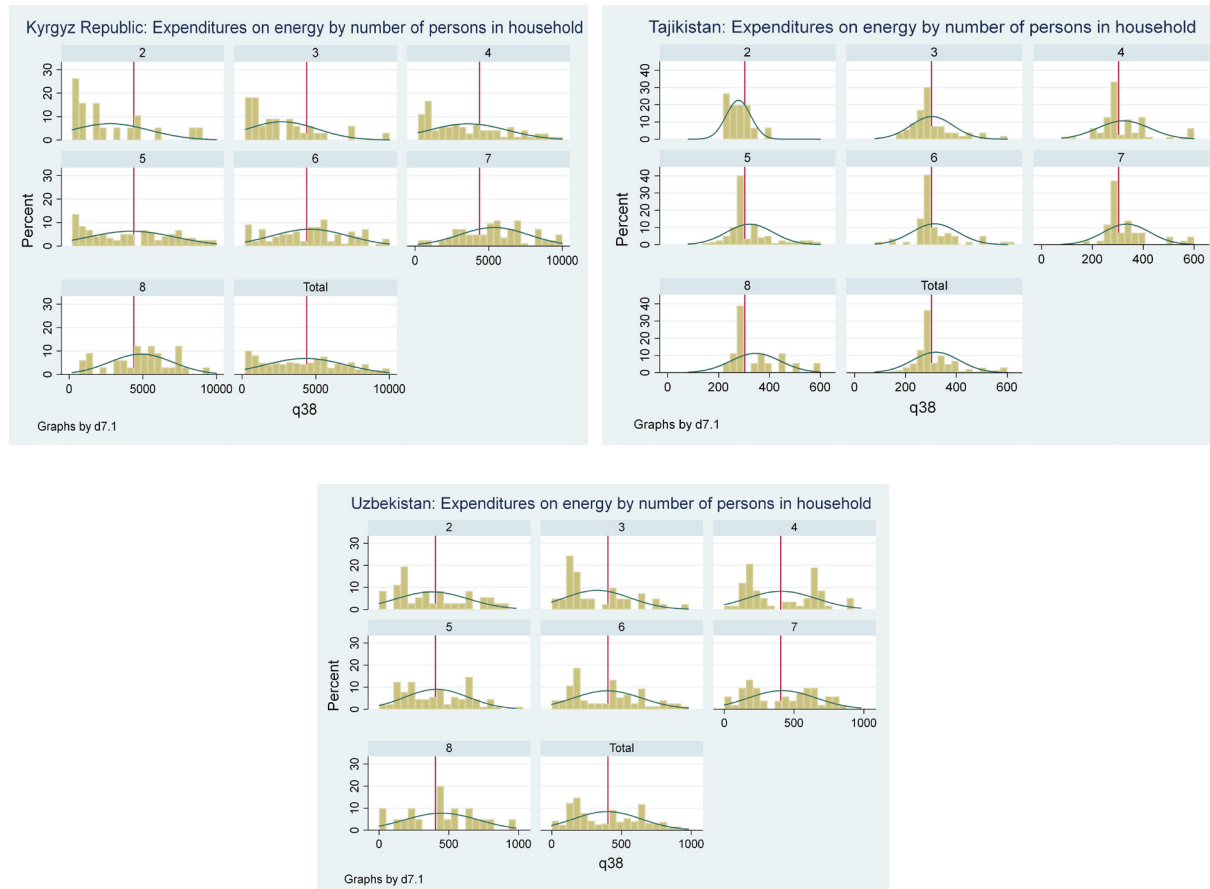 Kyrgyz Republic: Expenditures on energy by number of persons in household
2 3 4
0 10 20 30
5 6 7
0 10 20 30
0 5000 10000
8 Total
0 10 20 30
0 5000 10000 0 5000 10000
Percent
q38
Graphs by d7.1
Tajikistan: Expenditures on energy by number of persons in household
2 3 4
0 10 20 30 40
5 6 7
0 10 20 30 40
0 200 400 600
8 Total
0 10 20 30 40
0 200 400 600 0 200 400 600
Percent
q38
Graphs by d7.1
Uzbekistan: Expenditures on energy by number of persons in household
2 3 4
0 10 20 30
5 6 7
0 10 20 30
0 500 1000
8 Total
0 10 20 30
0 500 1000 0 500 1000
Percent
q38
Graphs by d7.1